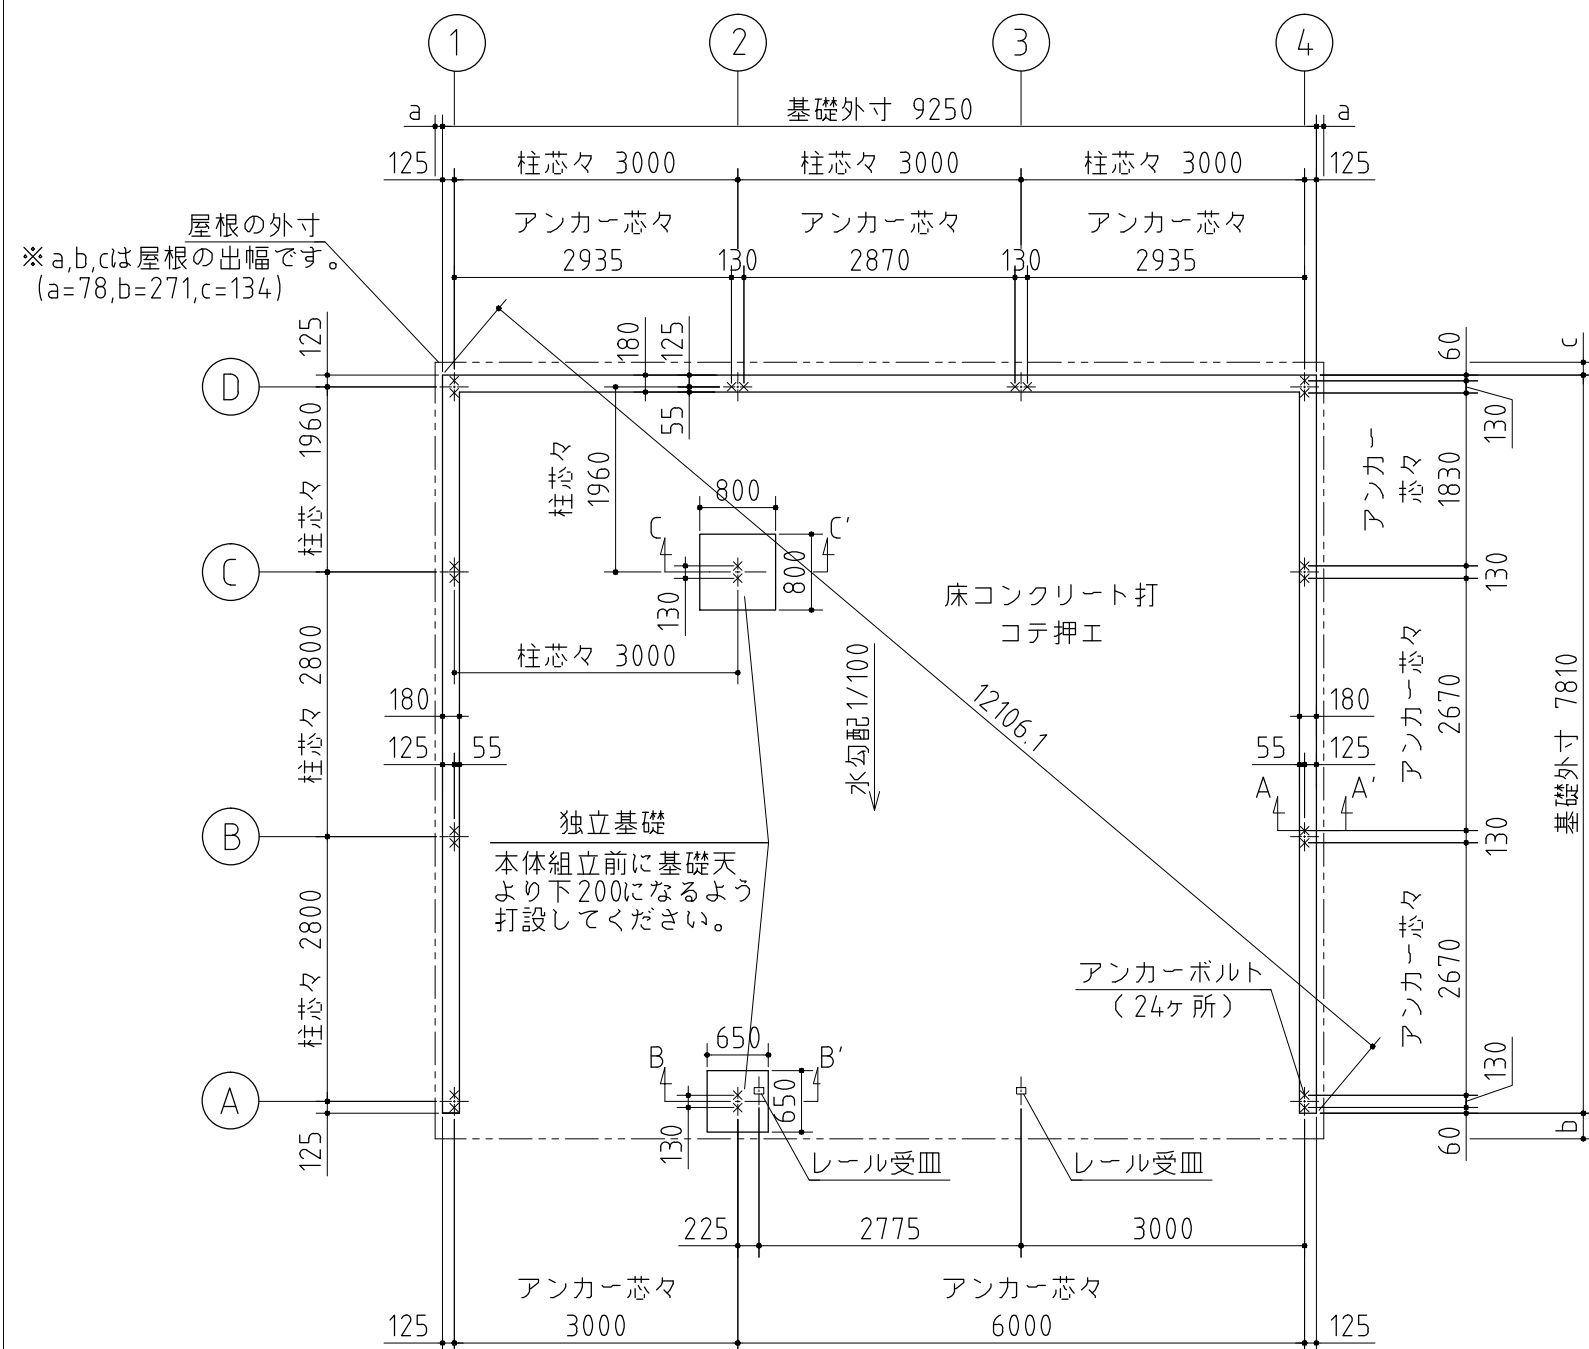 1 2 3 4
a 基礎外寸 9250 a
125 柱芯々 3000 柱芯々 3000 柱芯々 3000 125
アンカー芯々 アンカー芯々 アンカー芯々
2935 130 2870 130 2935
屋根の外寸
※a,b,cは屋根の出幅です。
(a=78,b=271,c=134)
125
180
125
55
60
c
D
130
柱芯々 1960
柱芯々
1960
800
C C'
800
130
アンカー
芯々
1830
C
130
床コンクリート打
コテ押エ
柱芯々 3000
柱芯々 2800
180
125 55
水勾配1/100
12106.1
180
55 125
A A'
アンカー芯々
2670
基礎外寸 7810
B
130
独立基礎
本体組立前に基礎天
より下200になるよう
打設してください。
柱芯々 2800
アンカーボルト
(24ヶ所)
アンカー芯々
2670
650
B B'
650
130
A
130
125
60
b
レール受皿 レール受皿
225 2775 3000
アンカー芯々 アンカー芯々
125 3000 6000 125